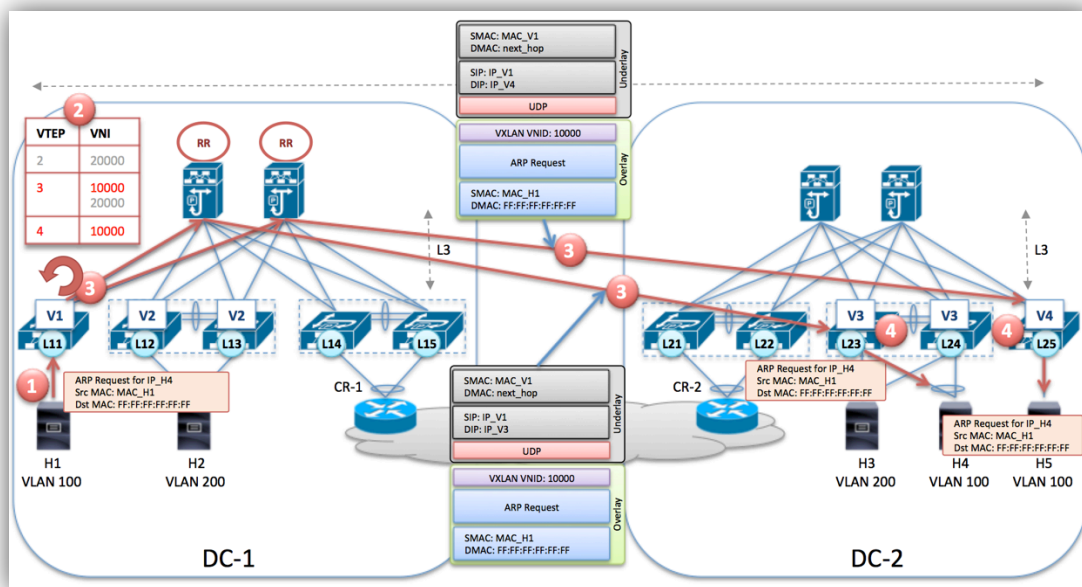 SMAC: MAC_V1
DMAC: next_hop
SIP: IP_V1
DIP: IP_V4
UDP
Underlay
VXLAN VNID: 10000
ARP Request
SMAC: MAC_H1
DMAC: FF:FF:FF:FF:FF:FF
Overlay
2
VTEP VNI
2 20000
3 10000
20000
4 10000
RR RR
L3
L3
3
3
3
V1 V2 V2
L11 L12 L13 L14 L15
V3 V3 V4
4 4
L21 L22 L23 L24 L25
1
ARP Request for IP_H4
Src MAC: MAC_H1
Dst MAC: FF:FF:FF:FF:FF:FF
CR-1
SMAC: MAC_V1
DMAC: next_hop
SIP: IP_V1
DIP: IP_V3
UDP
Underlay
VXLAN VNID: 10000
ARP Request
SMAC: MAC_H1
DMAC: FF:FF:FF:FF:FF:FF
Overlay
CR-2
ARP Request for IP_H4
Src MAC: MAC_H1
Dst MAC: FF:FF:FF:FF:FF:FF
ARP Request for IP_H4
Src MAC: MAC_H1
Dst MAC: FF:FF:FF:FF:FF:FF
H1
VLAN 100
H2
VLAN 200
H3
VLAN 200
H4
VLAN 100
H5
VLAN 100
DC-1
DC-2